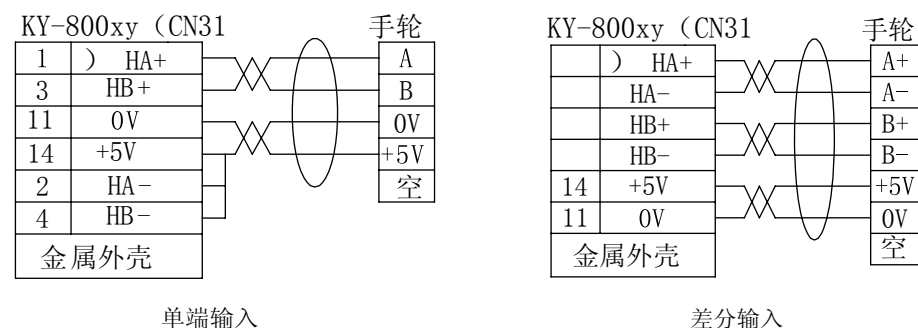 KY-800xy（CN31 手轮
1 ） HA+ A
3 HB+ B
11 0V 0V
14 +5V +5V
2 HA- 空
4 HB-
金属外壳
单端输入
KY-800xy（CN31 手轮
） HA+ A+
HA- A-
HB+ B+
HB- B-
14 +5V +5V
11 0V 0V
金属外壳 空
差分输入